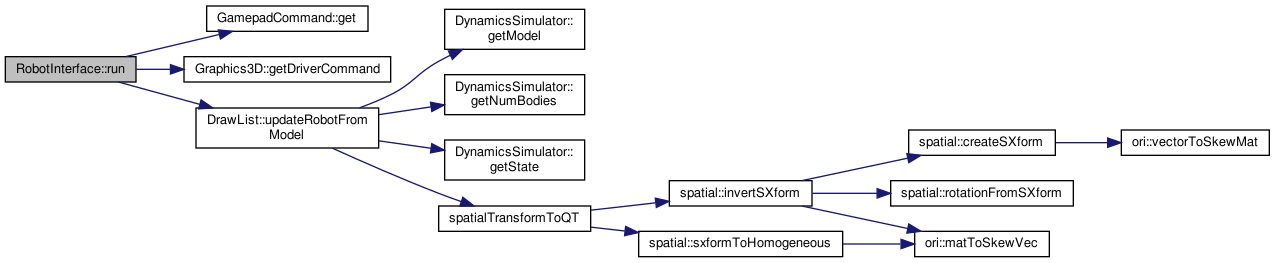 RobotInterface::run
GamepadCommand::get
Graphics3D::getDriverCommand
DrawList::updateRobotFrom
Model
DynamicsSimulator::
getModel
DynamicsSimulator::
getNumBodies
DynamicsSimulator::
getState
spatialTransformToQT
spatial::invertSXform
spatial::sxformToHomogeneous
spatial::createSXform
spatial::rotationFromSXform
ori::matToSkewVec
ori::vectorToSkewMat